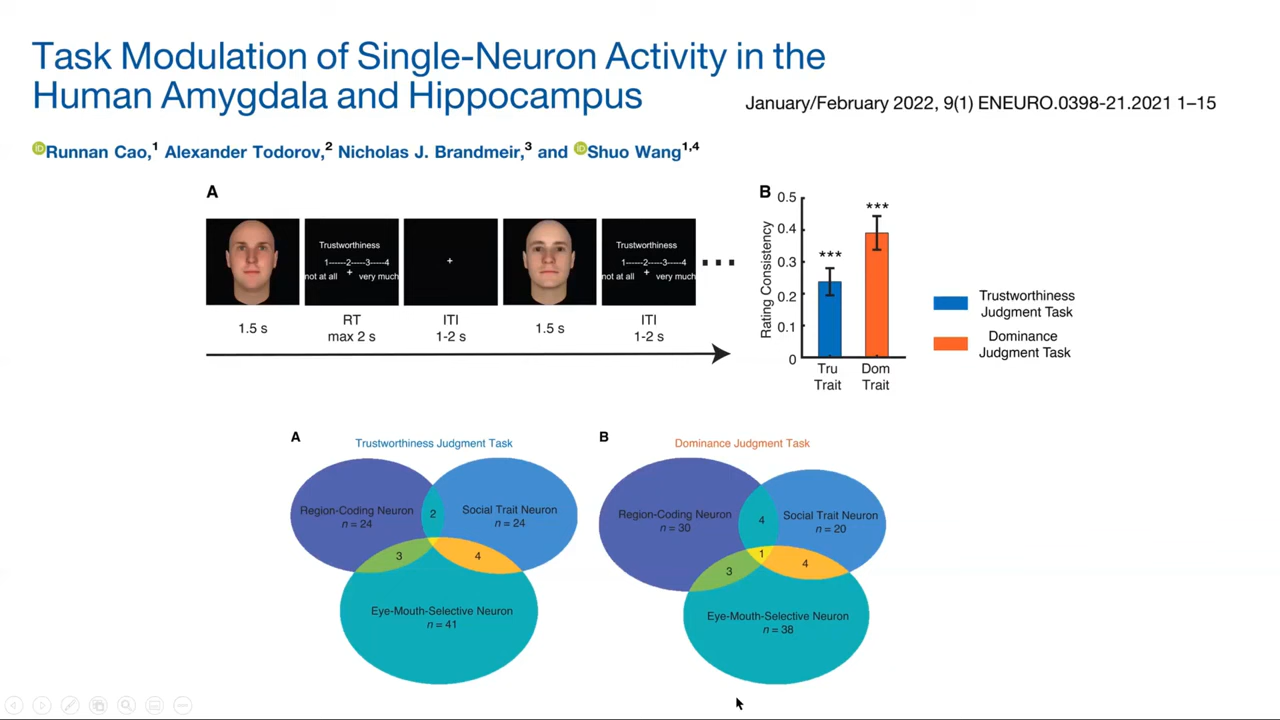 Task Modulation of Single-Neuron Activity in the
Human Amygdala and Hippocampus
January/February 2022, 9(1) ENEURO.0398-21.2021 1–15
iD Runnan Cao,1 Alexander Todorov,2 Nicholas J. Brandmeir,3 and iD Shuo Wang1,4
A
Trustworthiness
1------2-----3-----4
+
not at all very much
+
Trustworthiness
1------2-----3-----4
+
not at all very much
...
1.5 s
RT
max 2 s
ITI
1-2 s
1.5 s
ITI
1-2 s
B
Rating Consistency
0.5
0.4
0.3
0.2
0.1
0
***
***
Tru
Trait
Dom
Trait
Trustworthiness
Judgment Task
Dominance
Judgment Task
A
Trustworthiness Judgment Task
Region-Coding Neuron
n = 24
2
Social Trait Neuron
n = 24
3
4
Eye-Mouth-Selective Neuron
n = 41
B
Dominance Judgment Task
Region-Coding Neuron
n = 30
4
Social Trait Neuron
n = 20
1
3
4
Eye-Mouth-Selective Neuron
n = 38